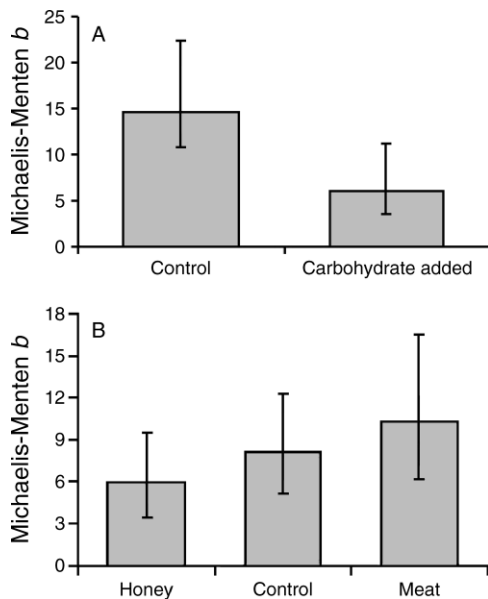 A
Michaelis-Menten b
25
20
15
10
5
0
Control Carbohydrate added
B
Michaelis-Menten b
18
15
12
9
6
3
0
Honey Control Meat